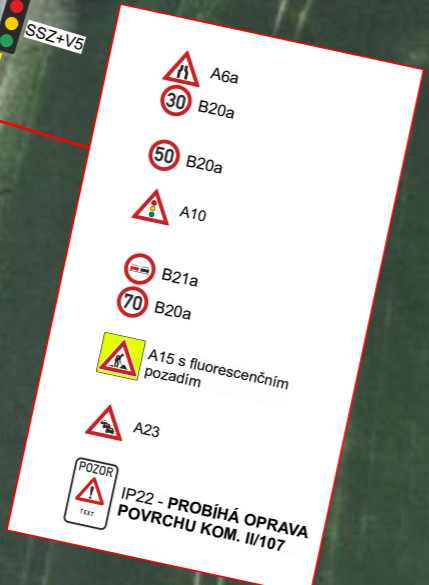 SSZ+V5
A6a
30
B20a
50
B20a
A10
B21a
70
B20a
A15 s fluorescenčním
pozadím
A23
POZOR
TEXT
IP22 - PROBÍHÁ OPRAVA
POVRCHU KOM. II/107